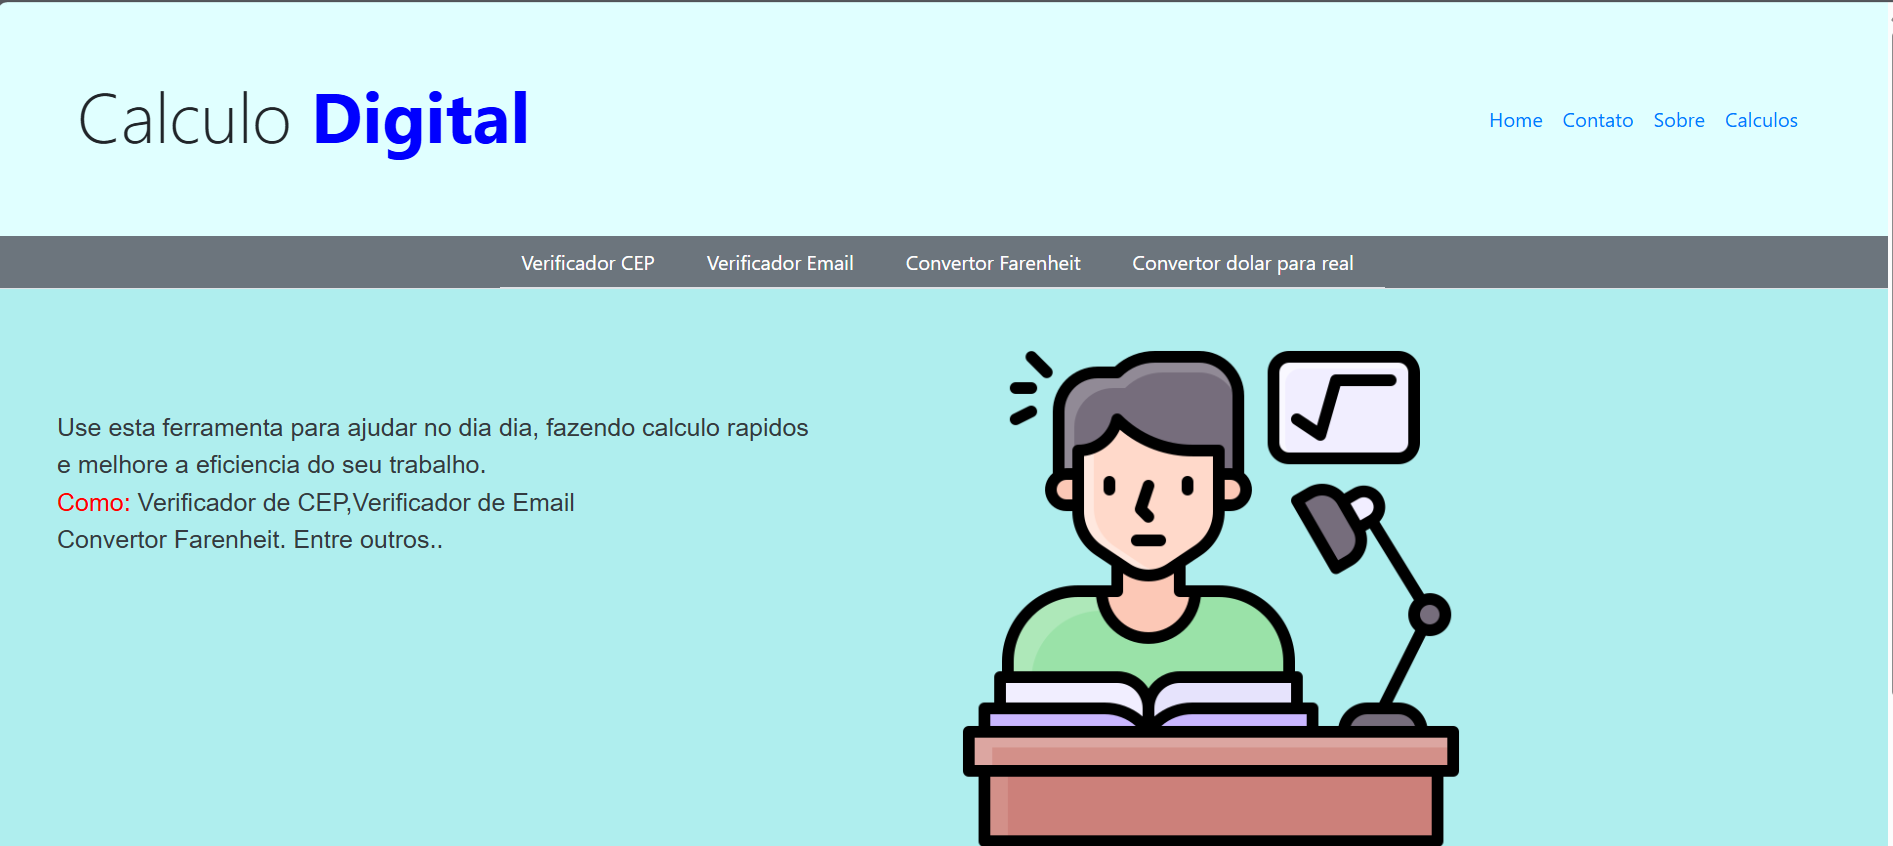 Calculo Digital
Home Contato Sobre Calculos
Verificador CEP Verificador Email Convertor Farenheit Convertor dolar para real
Use esta ferramenta para ajudar no dia dia, fazendo calculo rapidos
e melhore a eficiencia do seu trabalho.
Como: Verificador de CEP,Verificador de Email
Convertor Farenheit. Entre outros..